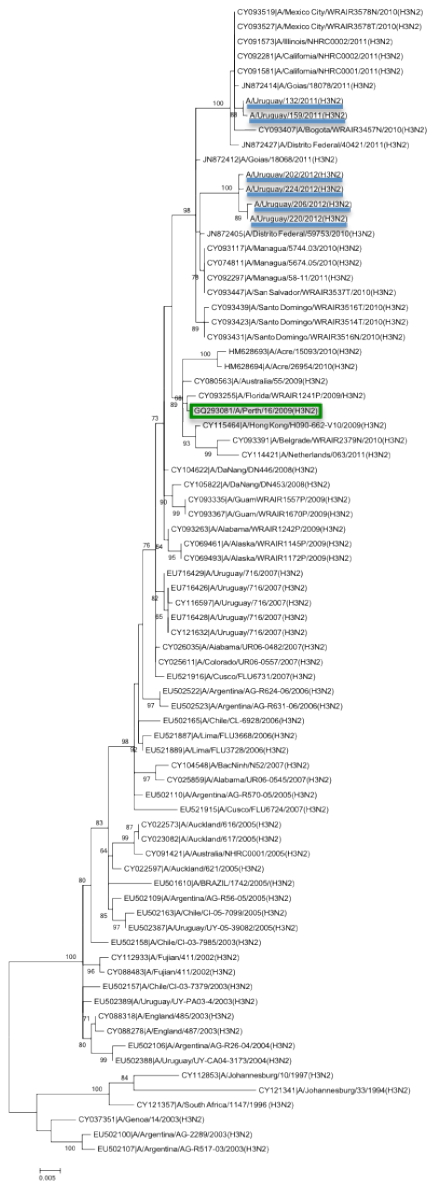 CY093519|A/Mexico City/WRAIR3578N/2010(H3N2)
CY093527|A/Mexico City/WRAIR3578T/2010(H3N2)
CY091573|A/Illinois/NHRC0002/2011(H3N2)
CY092281|A/California/NHRC0002/2011(H3N2)
CY091581|A/California/NHRC0001/2011(H3N2)
JN872414|A/Goias/18078/2011(H3N2)
100
A/Uruguay/132/2011(H3N2)
68
A/Uruguay/159/2011(H3N2)
CY093407|A/Bogota/WRAIR3457N/2010(H3N2)
JN872427|A/Distrito Federal/40421/2011(H3N2)
JN872412|A/Goias/18068/2011(H3N2)
A/Uruguay/202/2012(H3N2)
100
A/Uruguay/224/2012(H3N2)
A/Uruguay/206/2012(H3N2)
98
89
A/Uruguay/220/2012(H3N2)
JN872405|A/Distrito Federal/59753/2010(H3N2)
CY093117|A/Managua/5744.03/2010(H3N2)
CY074811|A/Managua/5674.05/2010(H3N2)
78
CY092297|A/Managua/58-11/2011(H3N2)
CY093447|A/San Salvador/WRAIR3537T/2010(H3N2)
CY093439|A/Santo Domingo/WRAIR3516T/2010(H3N2)
CY093423|A/Santo Domingo/WRAIR3514T/2010(H3N2)
89
CY093431|A/Santo Domingo/WRAIR3516N/2010(H3N2)
HM628693|A/Acre/15093/2010(H3N2)
100
HM628694|A/Acre/26954/2010(H3N2)
CY080563|A/Australia/55/2009(H3N2)
68
CY093255|A/Florida/WRAIR1241P/2009(H3N2)
89
GQ293081|A/Perth/16/2009(H3N2)
73
CY115464|A/HongKong/H090-662-V10/2009(H3N2)
93
CY093391|A/Belgrade/WRAIR2379N/2010(H3N2)
99
CY114421|A/Netherlands/063/2011(H3N2)
CY104622|A/DaNang/DN446/2008(H3N2)
CY105822|A/DaNang/DN453/2008(H3N2)
90
CY093335|A/Guam/WRAIR1557P/2009(H3N2)
99
CY093367|A/Guam/WRAIR1670P/2009(H3N2)
CY093263|A/Alabama/WRAIR1242P/2009(H3N2)
76
64
CY069461|A/Alaska/WRAIR1145P/2009(H3N2)
95
CY069493|A/Alaska/WRAIR1172P/2009(H3N2)
EU716429|A/Uruguay/716/2007(H3N2)
EU716426|A/Uruguay/716/2007(H3N2)
82
CY116597|A/Uruguay/716/2007(H3N2)
EU716428|A/Uruguay/716/2007(H3N2)
65
CY121632|A/Uruguay/716/2007(H3N2)
CY026035|A/Alabama/UR06-0482/2007(H3N2)
CY025611|A/Colorado/UR06-0557/2007(H3N2)
EU521916|A/Cusco/FLU6731/2007(H3N2)
EU502522|A/Argentina/AG-R624-06/2006(H3N2)
97
EU502523|A/Argentina/AG-R631-06/2006(H3N2)
EU502165|A/Chile/CL-6928/2006(H3N2)
EU521887|A/Lima/FLU3668/2006(H3N2)
98
92
EU521889|A/Lima/FLU3728/2006(H3N2)
CY104548|A/BacNinh/N52/2007(H3N2)
97
CY025859|A/Alabama/UR06-0545/2007(H3N2)
EU502110|A/Argentina/AG-R570-05/2005(H3N2)
EU521915|A/Cusco/FLU6724/2007(H3N2)
83
87
CY022573|A/Auckland/616/2005(H3N2)
99
CY023082|A/Auckland/617/2005(H3N2)
64
CY091421|A/Australia/NHRC0001/2005(H3N2)
CY022597|A/Auckland/621/2005(H3N2)
80
EU501610|A/BRAZIL/1742/2005/(H3N2)
EU502109|A/Argentina/AG-R56-05/2005(H3N2)
85
EU502163|A/Chile/CI-05-7099/2005(H3N2)
97
EU502387|A/Uruguay/UY-05-39082/2005(H3N2)
EU502158|A/Chile/CI-03-7985/2003(H3N2)
100
CY112933|A/Fujian/411/2002(H3N2)
96
CY088483|A/Fujian/411/2002(H3N2)
EU502157|A/Chile/CI-03-7379/2003(H3N2)
EU502389|A/Uruguay/UY-PA03-4/2003(H3N2)
71
CY088318|A/England/485/2003(H3N2)
CY088278|A/England/487/2003(H3N2)
80
EU502106|A/Argentina/AG-R26-04/2004(H3N2)
99
EU502388|A/Uruguay/UY-CA04-3173/2004(H3N2)
84
CY112853|A/Johannesburg/10/1997(H3N2)
100
CY121341|A/Johannesburg/33/1994(H3N2)
CY121357|A/South Africa/1147/1996 (H3N2)
CY037351|A/Genoa/14/2003(H3N2)
EU502100|A/Argentina/AG-2289/2003(H3N2)
100
EU502107|A/Argentina/AG-R517-03/2003(H3N2)
0.005